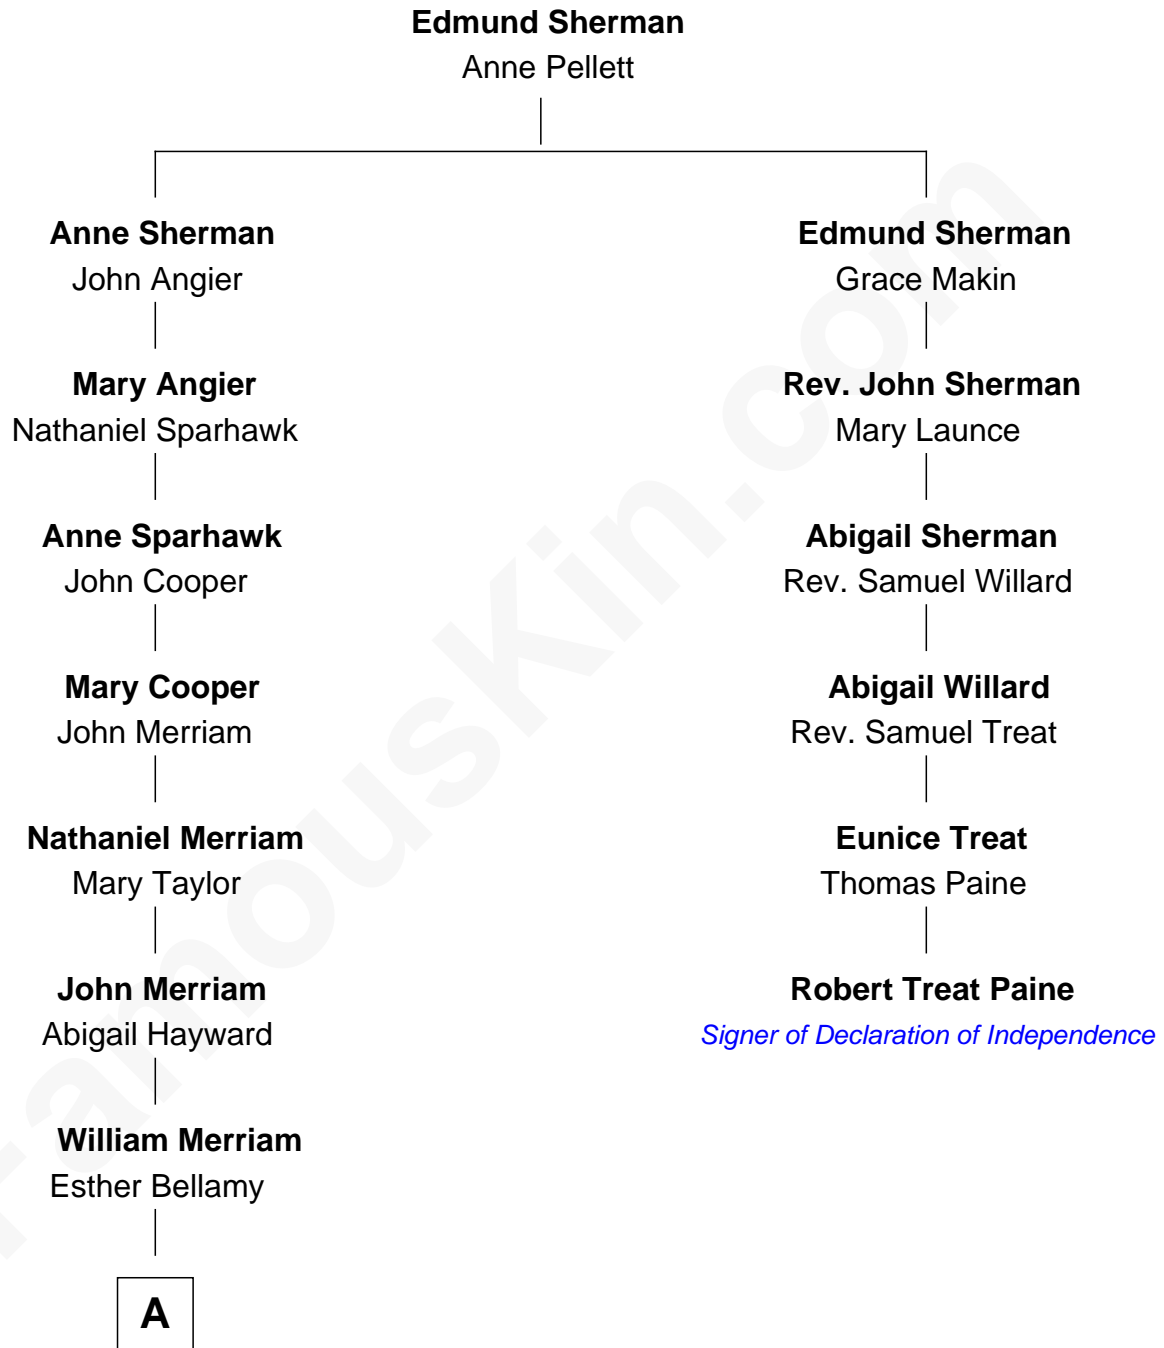 Edmund Sherman
Anne Pellett
Anne Sherman
John Angier
Mary Angier
Nathaniel Sparhawk
Anne Sparhawk
John Cooper
Mary Cooper
John Merriam
Nathaniel Merriam
Mary Taylor
John Merriam
Abigail Hayward
William Merriam
Esther Bellamy
A
Edmund Sherman
Grace Makin
Rev. John Sherman
Mary Launce
Abigail Sherman
Rev. Samuel Willard
Abigail Willard
Rev. Samuel Treat
Eunice Treat
Thomas Paine
Robert Treat Paine
Signer of Declaration of Independence
FamousKin.com